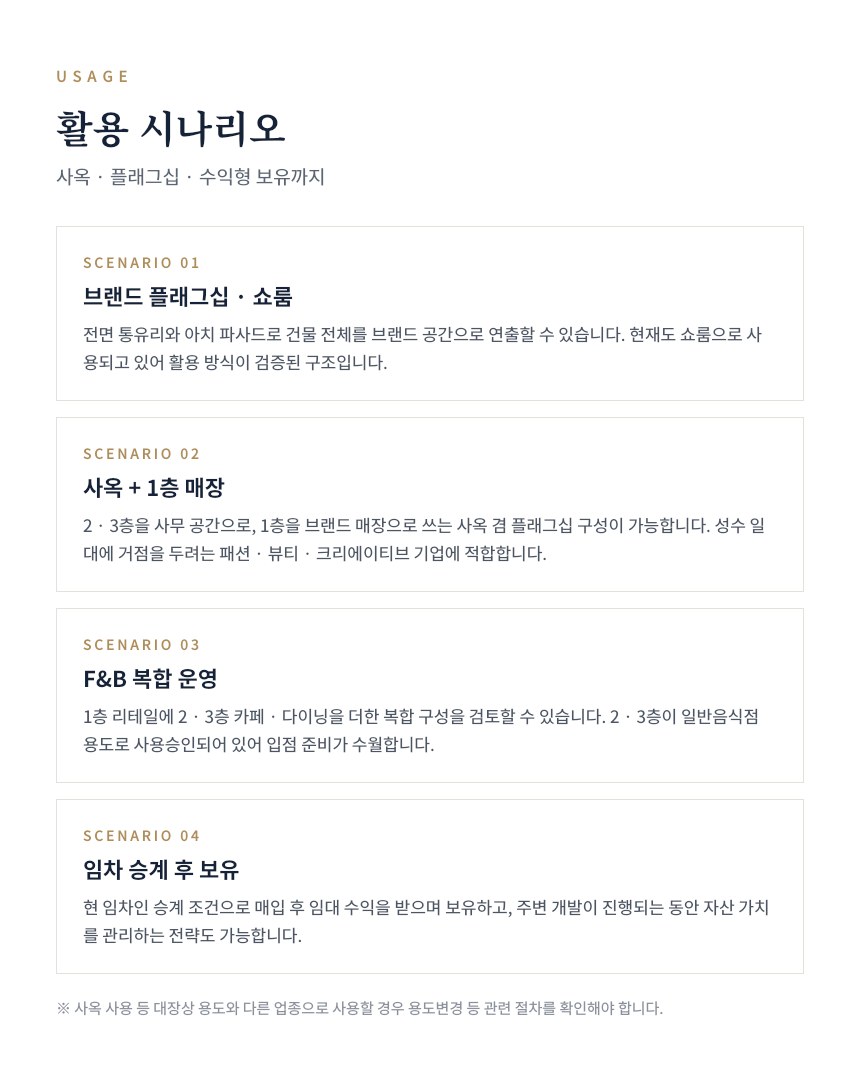 USAGE
활용 시나리오
사옥 · 플래그십 · 수익형 보유까지
SCENARIO 01
브랜드 플래그십 · 쇼룸
전면 통유리와 아치 파사드로 건물 전체를 브랜드 공간으로 연출할 수 있습니다. 현재도 쇼룸으로 사
용되고 있어 활용 방식이 검증된 구조입니다.
SCENARIO 02
사옥 + 1층 매장
2 · 3층을 사무 공간으로, 1층을 브랜드 매장으로 쓰는 사옥 겸 플래그십 구성이 가능합니다. 성수 일
대에 거점을 두려는 패션 · 뷰티 · 크리에이티브 기업에 적합합니다.
SCENARIO 03
F&B 복합 운영
1층 리테일에 2 · 3층 카페 · 다이닝을 더한 복합 구성을 검토할 수 있습니다. 2 · 3층이 일반음식점
용도로 사용승인되어 있어 입점 준비가 수월합니다.
SCENARIO 04
임차 승계 후 보유
현 임차인 승계 조건으로 매입 후 임대 수익을 받으며 보유하고, 주변 개발이 진행되는 동안 자산 가치
를 관리하는 전략도 가능합니다.
※ 사옥 사용 등 대장상 용도와 다른 업종으로 사용할 경우 용도변경 등 관련 절차를 확인해야 합니다.